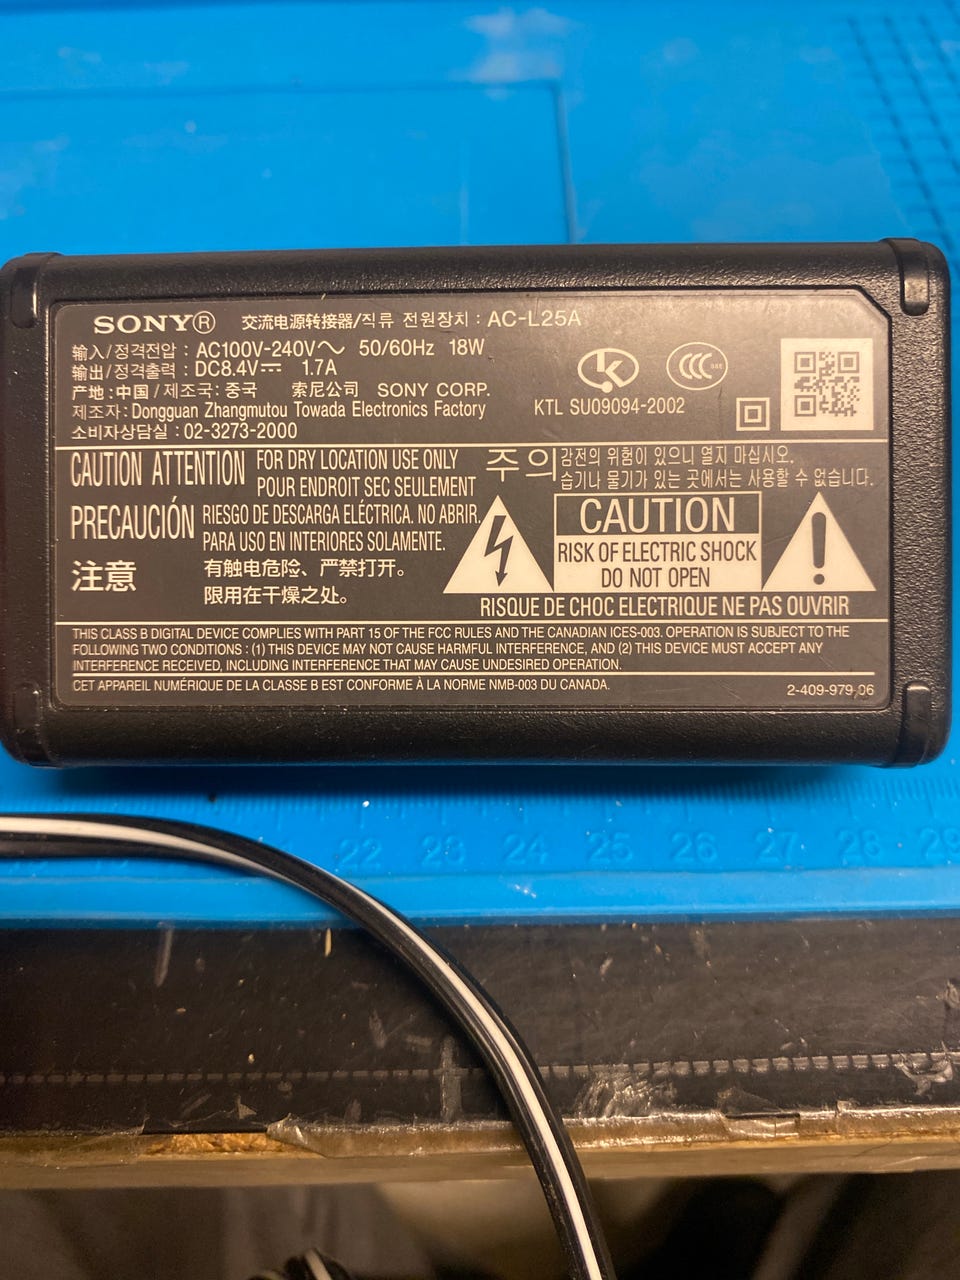 SONY® 交流电源转接器/직류 전원장치 : AC-L25A
输入/정격전압 : AC100V-240V～ 50/60Hz 18W
输出/정격출력 : DC8.4V⎓ 1.7A
产地:中国 / 제조국: 중국 索尼公司 SONY CORP.
제조자: Dongguan Zhangmutou Towada Electronics Factory
소비자상담실 : 02-3273-2000
k
CCC
S&E
KTL SU09094-2002
CAUTION ATTENTION
FOR DRY LOCATION USE ONLY
POUR ENDROIT SEC SEULEMENT
PRECAUCIÓN
RIESGO DE DESCARGA ELÉCTRICA. NO ABRIR.
PARA USO EN INTERIORES SOLAMENTE.
注意
有触电危险、严禁打开。
限用在干燥之处。
주의
감전의 위험이 있으니 열지 마십시오.
습기나 물기가 있는 곳에서는 사용할 수 없습니다.
CAUTION
RISK OF ELECTRIC SHOCK
DO NOT OPEN
!
RISQUE DE CHOC ELECTRIQUE NE PAS OUVRIR
THIS CLASS B DIGITAL DEVICE COMPLIES WITH PART 15 OF THE FCC RULES AND THE CANADIAN ICES-003. OPERATION IS SUBJECT TO THE
FOLLOWING TWO CONDITIONS : (1) THIS DEVICE MAY NOT CAUSE HARMFUL INTERFERENCE, AND (2) THIS DEVICE MUST ACCEPT ANY
INTERFERENCE RECEIVED, INCLUDING INTERFERENCE THAT MAY CAUSE UNDESIRED OPERATION.
CET APPAREIL NUMÉRIQUE DE LA CLASSE B EST CONFORME À LA NORME NMB-003 DU CANADA.
2-409-979-06
22 23 24 25 26 27 28 29